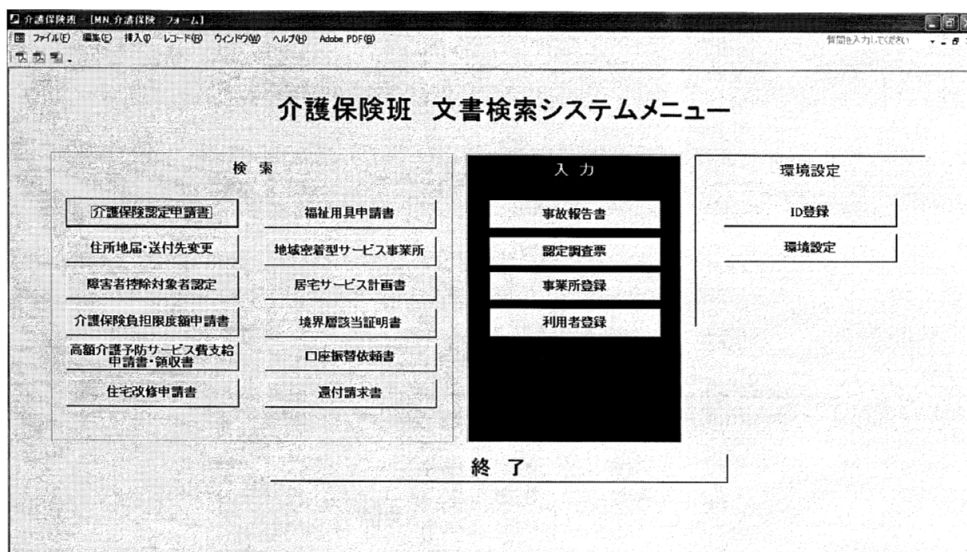 介護保険班 - [MN_介護保険 : フォーム]
ファイル(F) 編集(E) 挿入(I) レコード(R) ウィンドウ(W) ヘルプ(H) Adobe PDF(B)
質問を入力してください
介護保険班 文書検索システムメニュー
検索
介護保険認定申請書
住所地届・送付先変更
障害者控除対象者認定
介護保険負担限度額申請書
高額介護予防サービス費支給
申請書・領収書
住宅改修申請書
福祉用具申請書
地域密着型サービス事業所
居宅サービス計画書
境界層該当証明書
口座振替依頼書
還付請求書
入力
事故報告書
認定調査票
事業所登録
利用者登録
環境設定
ID登録
環境設定
終了